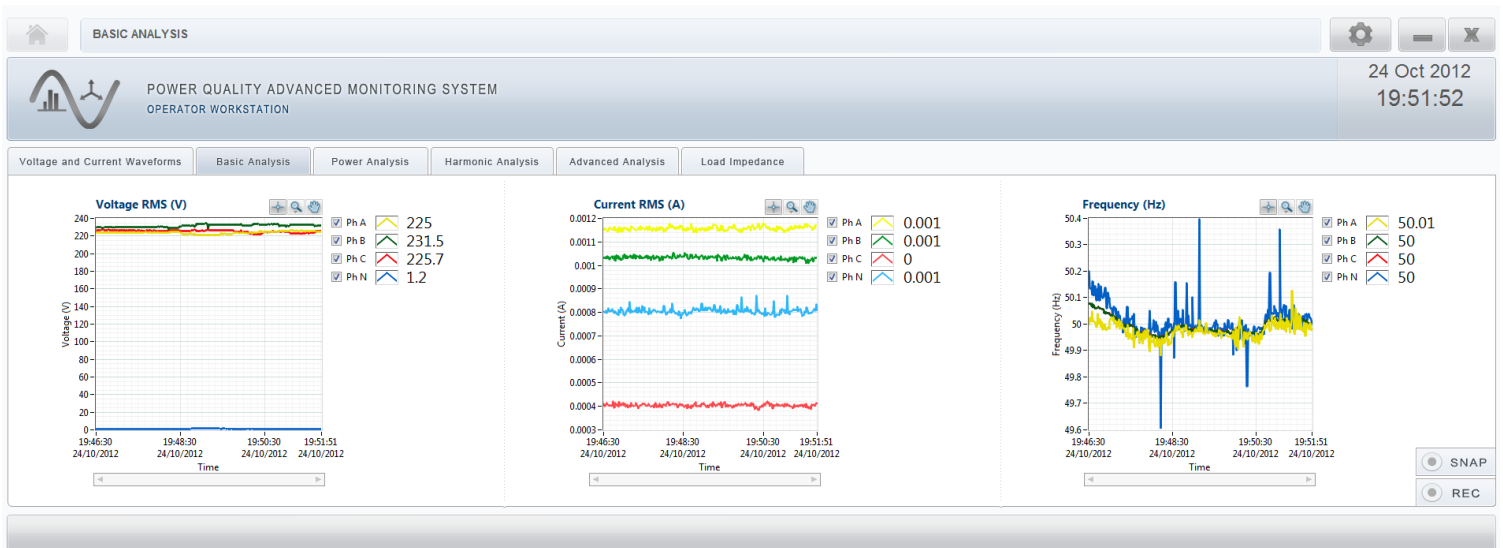 BASIC ANALYSIS
POWER QUALITY ADVANCED MONITORING SYSTEM
OPERATOR WORKSTATION
24 Oct 2012
19:51:52
Voltage and Current Waveforms
Basic Analysis
Power Analysis
Harmonic Analysis
Advanced Analysis
Load Impedance
Voltage RMS (V)
240
220
200
180
160
140
120
100
80
60
40
20
0
Voltage (V)
19:46:30 19:48:30 19:50:30 19:51:51
24/10/2012 24/10/2012 24/10/2012 24/10/2012
Time
Ph A 225
Ph B 231.5
Ph C 225.7
Ph N 1.2
Current RMS (A)
0.0012
0.0011
0.001
0.0009
0.0008
0.0007
0.0006
0.0005
0.0004
0.0003
Current (A)
19:46:30 19:48:30 19:50:30 19:51:51
24/10/2012 24/10/2012 24/10/2012 24/10/2012
Time
Ph A 0.001
Ph B 0.001
Ph C 0
Ph N 0.001
Frequency (Hz)
50.4
50.3
50.2
50.1
50
49.9
49.8
49.7
49.6
Frequency (Hz)
19:46:30 19:48:30 19:50:30 19:51:51
24/10/2012 24/10/2012 24/10/2012 24/10/2012
Time
Ph A 50.01
Ph B 50
Ph C 50
Ph N 50
SNAP
REC